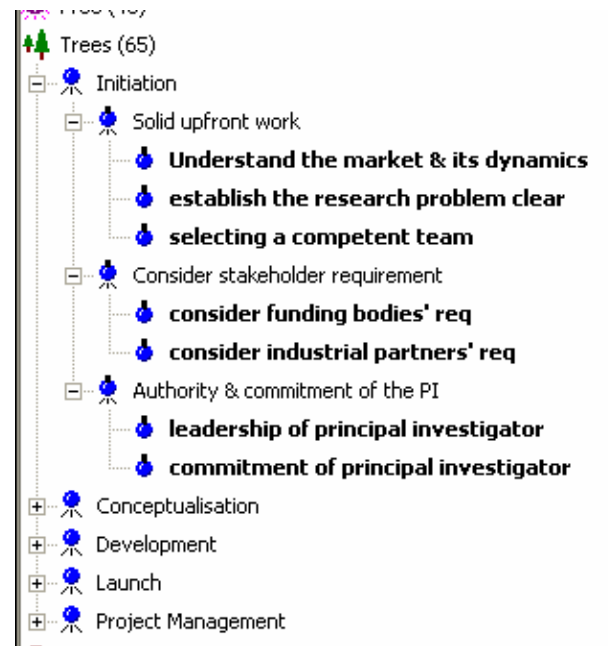 Trees (65)
Initiation
Solid upfront work
Understand the market & its dynamics
establish the research problem clear
selecting a competent team
Consider stakeholder requirement
consider funding bodies' req
consider industrial partners' req
Authority & commitment of the PI
leadership of principal investigator
commitment of principal investigator
Conceptualisation
Development
Launch
Project Management